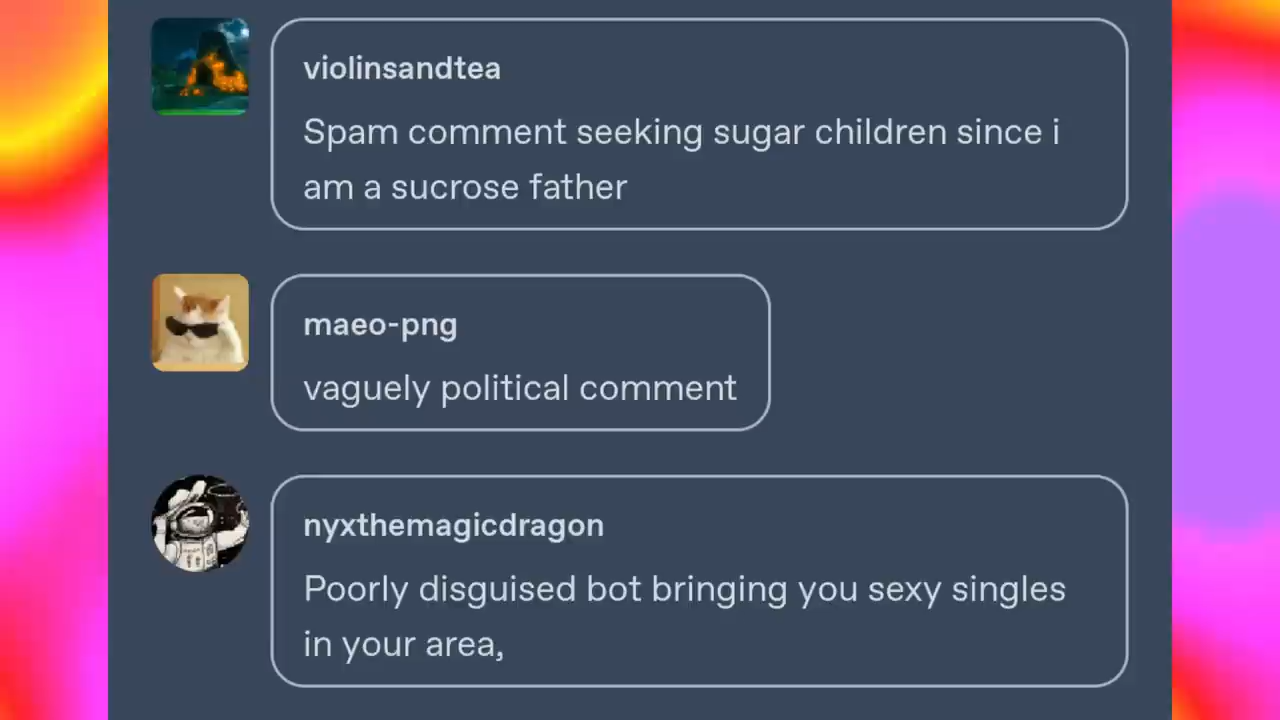 violinsandtea
Spam comment seeking sugar children since i
am a sucrose father
maeo-png
vaguely political comment
nyxthemagicdragon
Poorly disguised bot bringing you sexy singles
in your area,